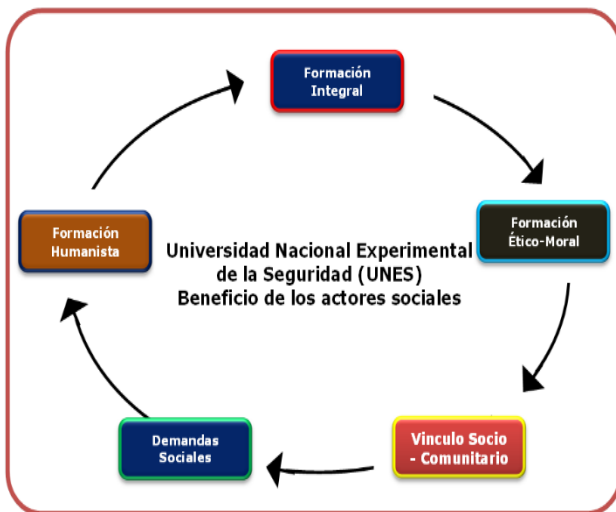 Formación
Integral
Formación
Ético-Moral
Vinculo Socio
- Comunitario
Demandas
Sociales
Formación
Humanista
Universidad Nacional Experimental
de la Seguridad (UNES)
Beneficio de los actores sociales